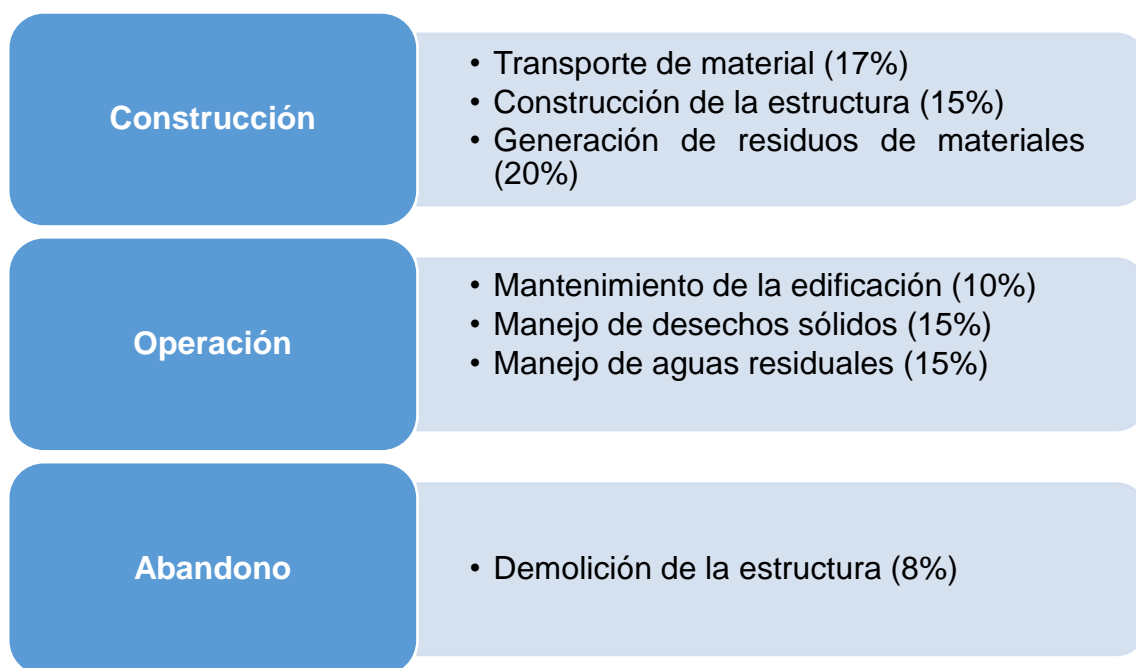 Construcción
• Transporte de material (17%)
• Construcción de la estructura (15%)
• Generación de residuos de materiales
(20%)
Operación
• Mantenimiento de la edificación (10%)
• Manejo de desechos sólidos (15%)
• Manejo de aguas residuales (15%)
Abandono
• Demolición de la estructura (8%)